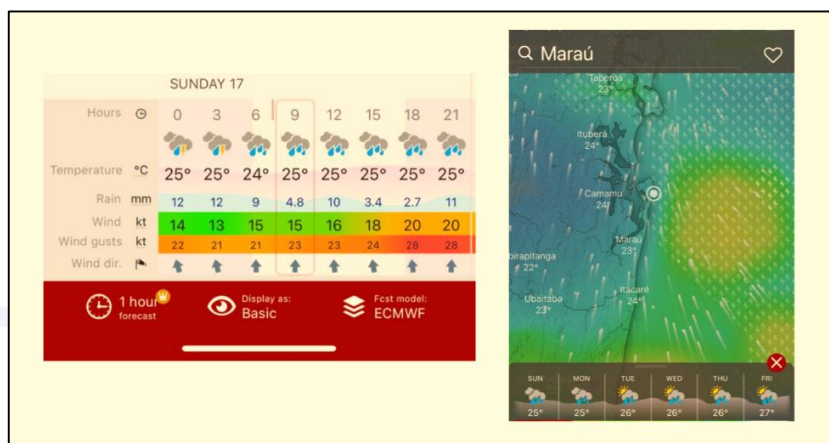 SUNDAY 17
Hours 0 3 6 9 12 15 18 21
Temperature °C 25° 25° 24° 25° 25° 25° 25° 25°
Rain mm 12 12 9 4.8 10 3.4 2.7 11
Wind kt 14 13 15 15 16 18 20 20
Wind gusts kt 22 21 21 23 23 24 28 28
Wind dir.
1 hour
forecast
Display as:
Basic
Fcst model:
ECMWF
Maraú
Taperoá
23°
Ituberá
24°
Camamu
24°
Maraú
23°
birapitanga
22°
Itacaré
24°
Ubaitaba
23°
SUN MON TUE WED THU FRI
25° 25° 26° 26° 26° 27°